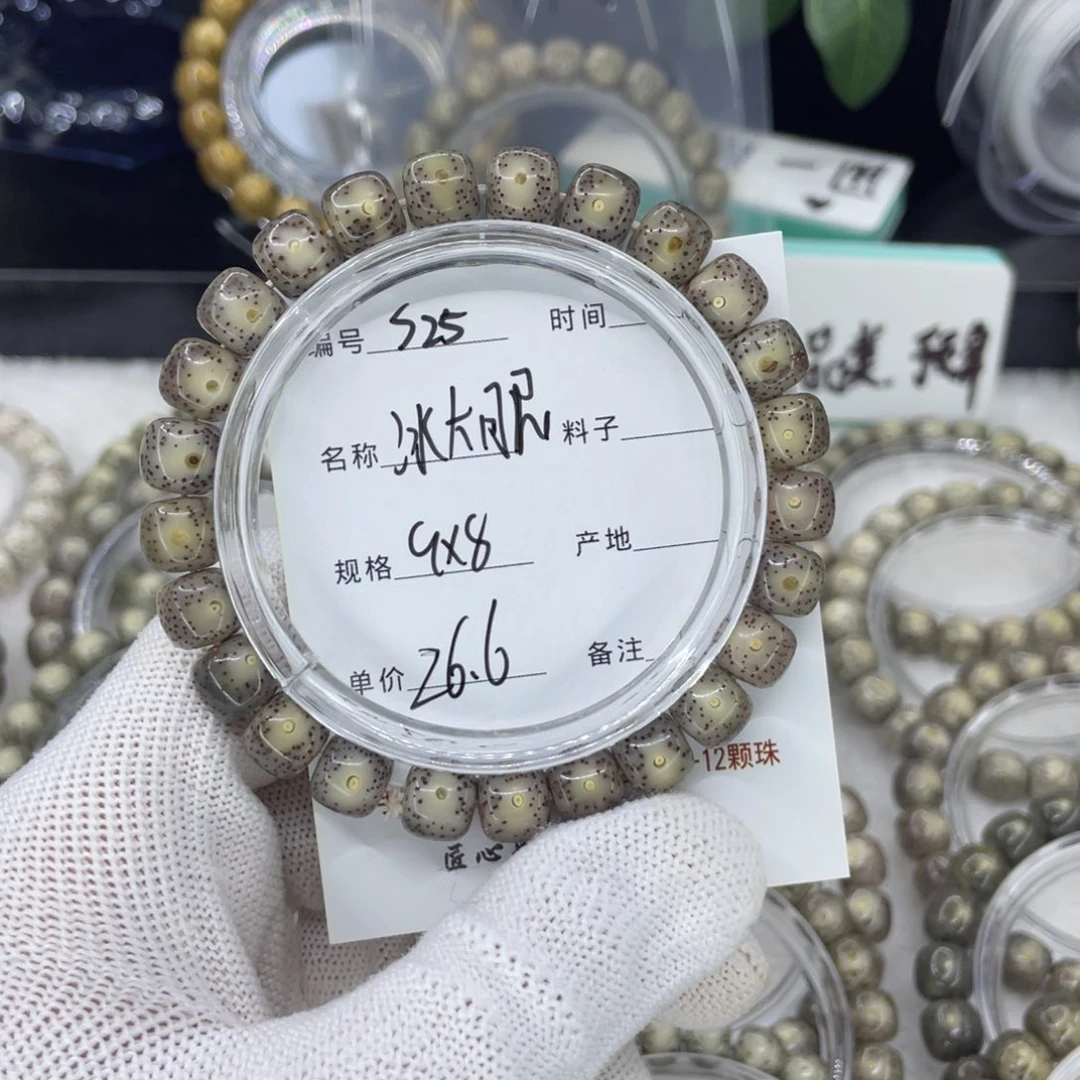 编号 S25 时间
名称 冰大眼 料子
规格 9x8 产地
单价 26.6 备注
-12颗珠
匠心